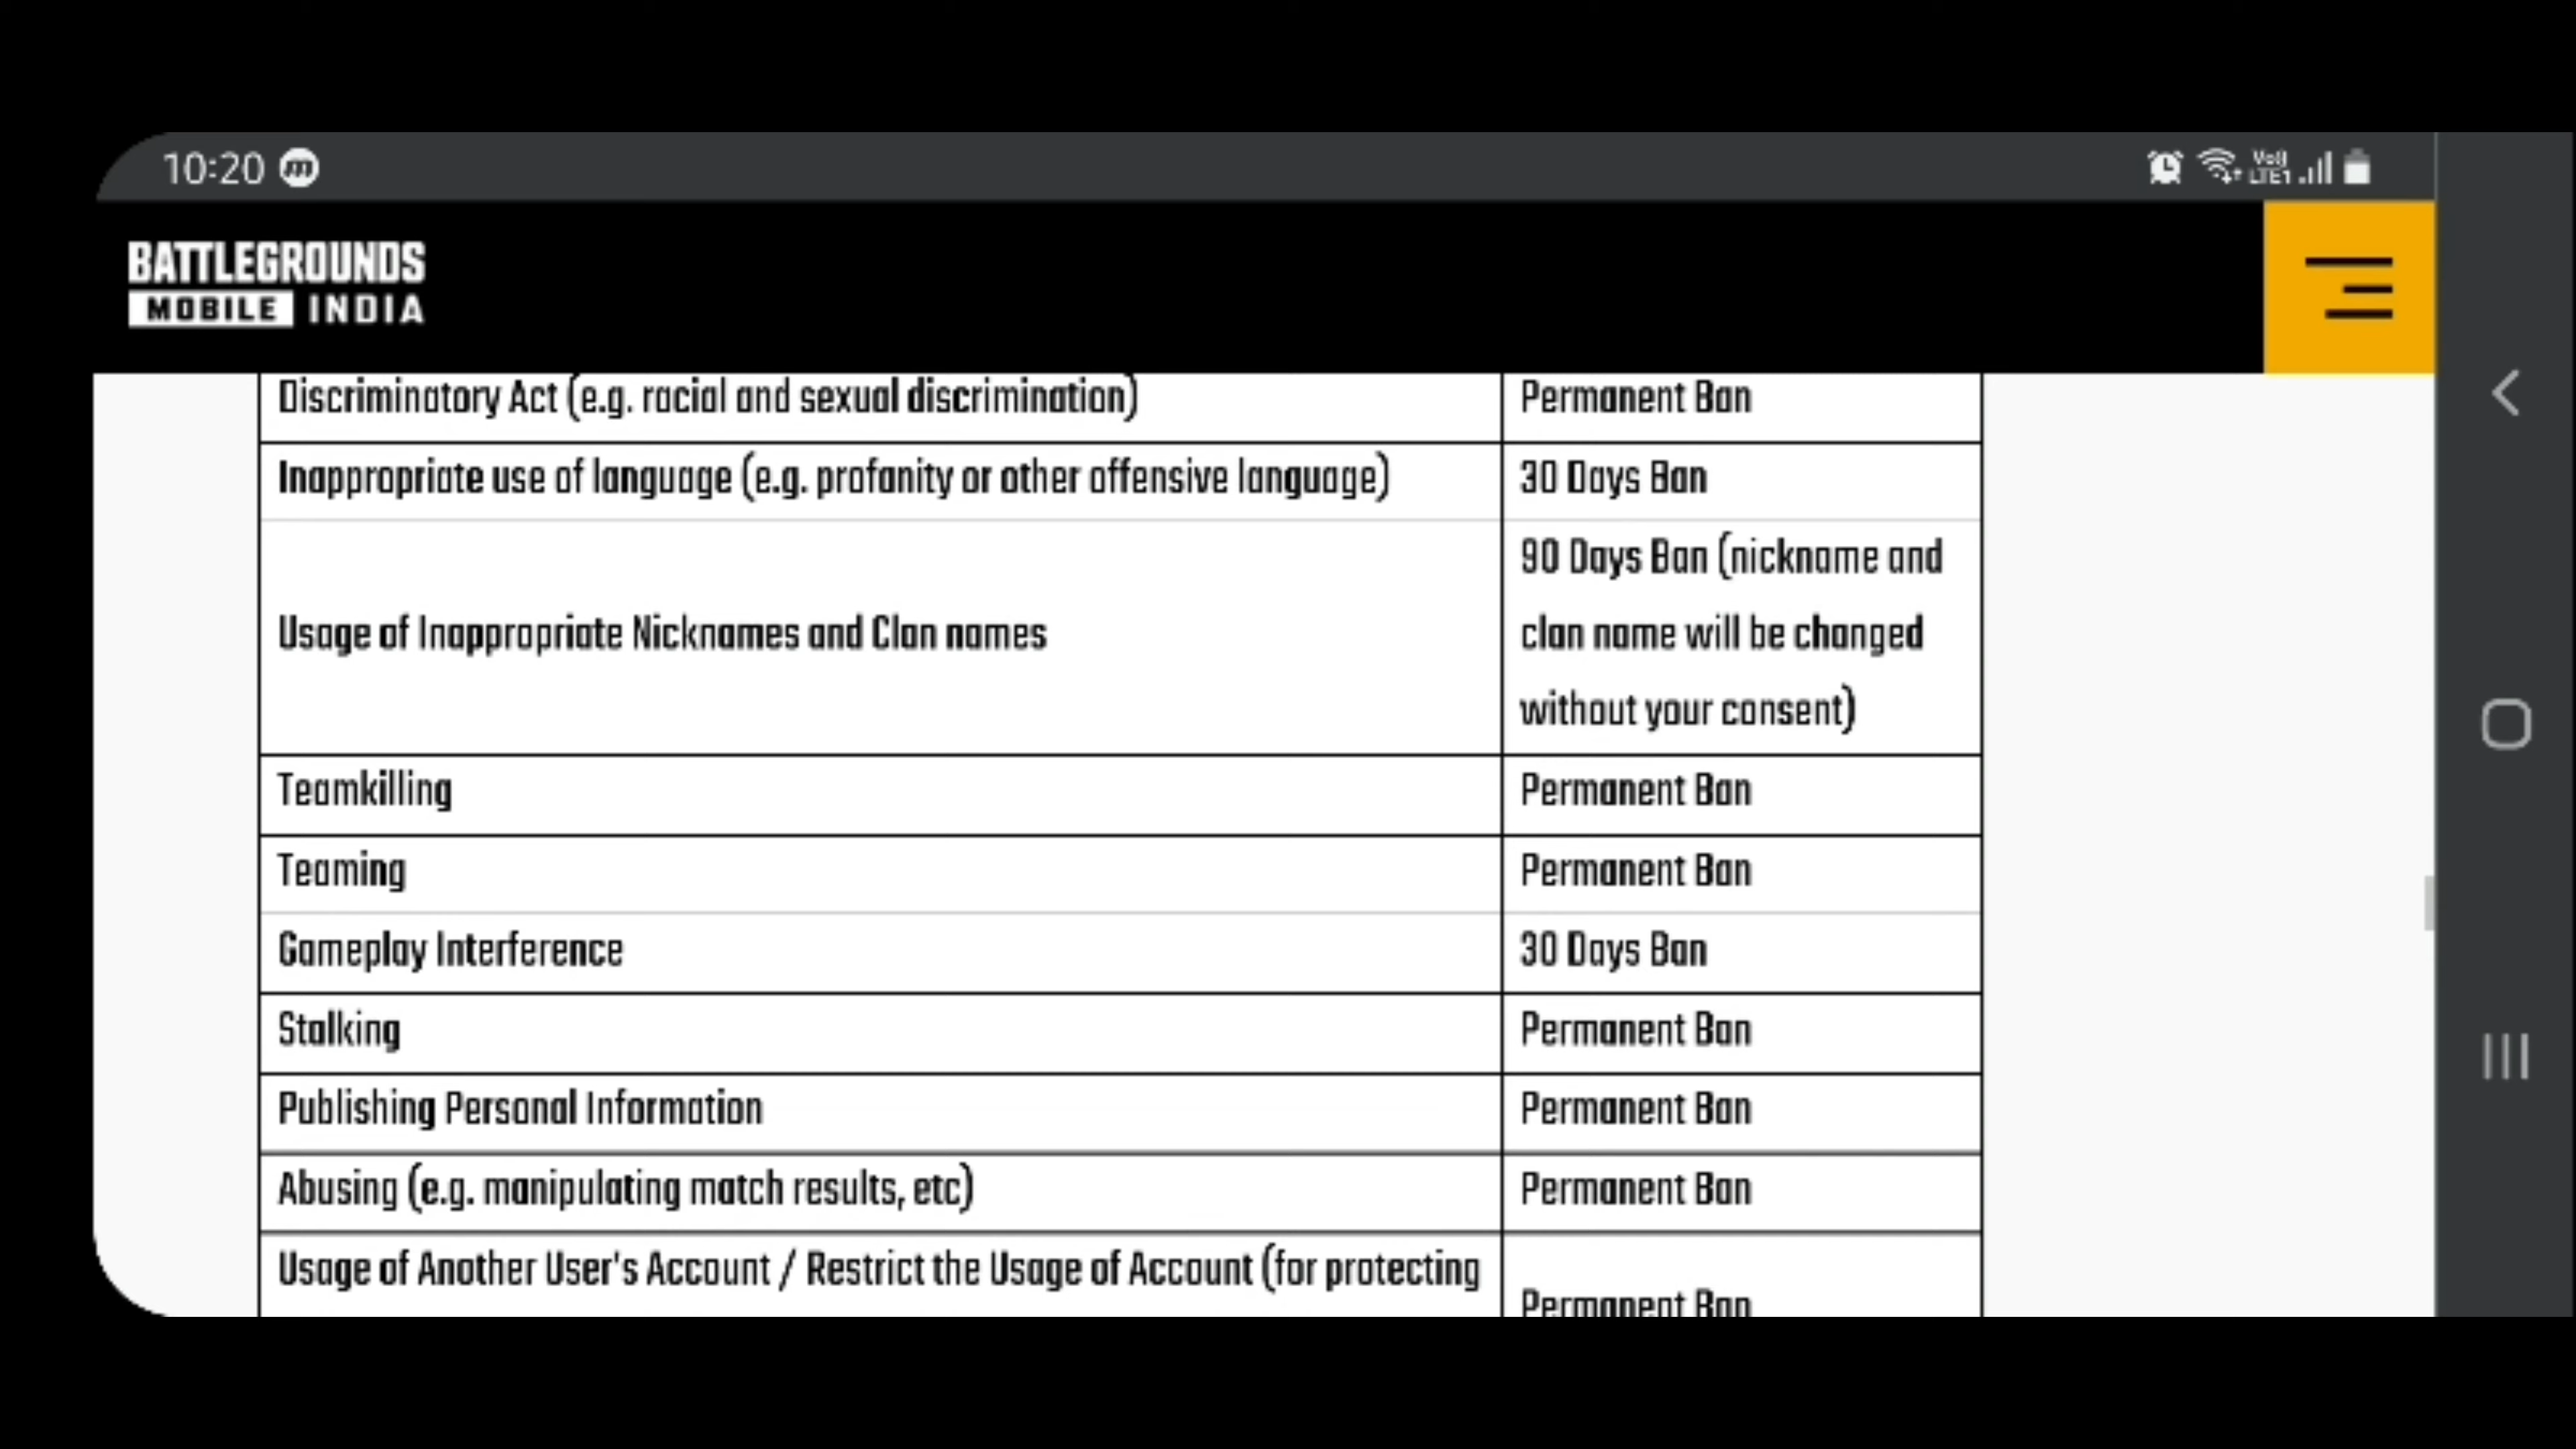 10:20 m
Vo))
LTE1
BATTLEGROUNDS
MOBILE INDIA
Discriminatory Act (e.g. racial and sexual discrimination) Permanent Ban
Inappropriate use of language (e.g. profanity or other offensive language) 30 Days Ban
Usage of Inappropriate Nicknames and Clan names
90 Days Ban (nickname and
clan name will be changed
without your consent)
Teamkilling Permanent Ban
Teaming Permanent Ban
Gameplay Interference 30 Days Ban
Stalking Permanent Ban
Publishing Personal Information Permanent Ban
Abusing (e.g. manipulating match results, etc) Permanent Ban
Usage of Another User's Account / Restrict the Usage of Account (for protecting
Permanent Ban